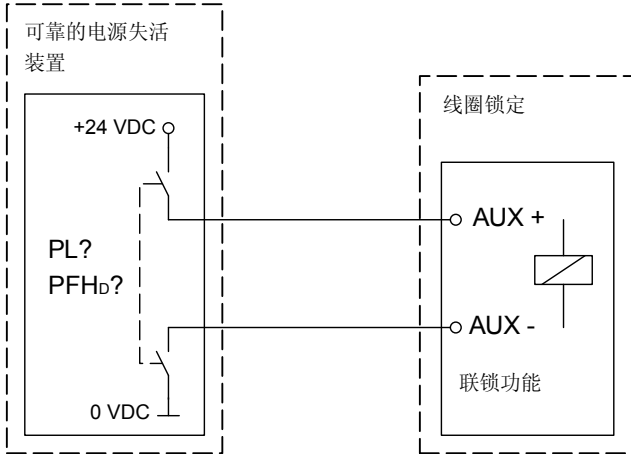 可靠的电源失活
装置
+24 VDC
PL?
PFHD?
0 VDC
线圈锁定
AUX +
AUX -
联锁功能